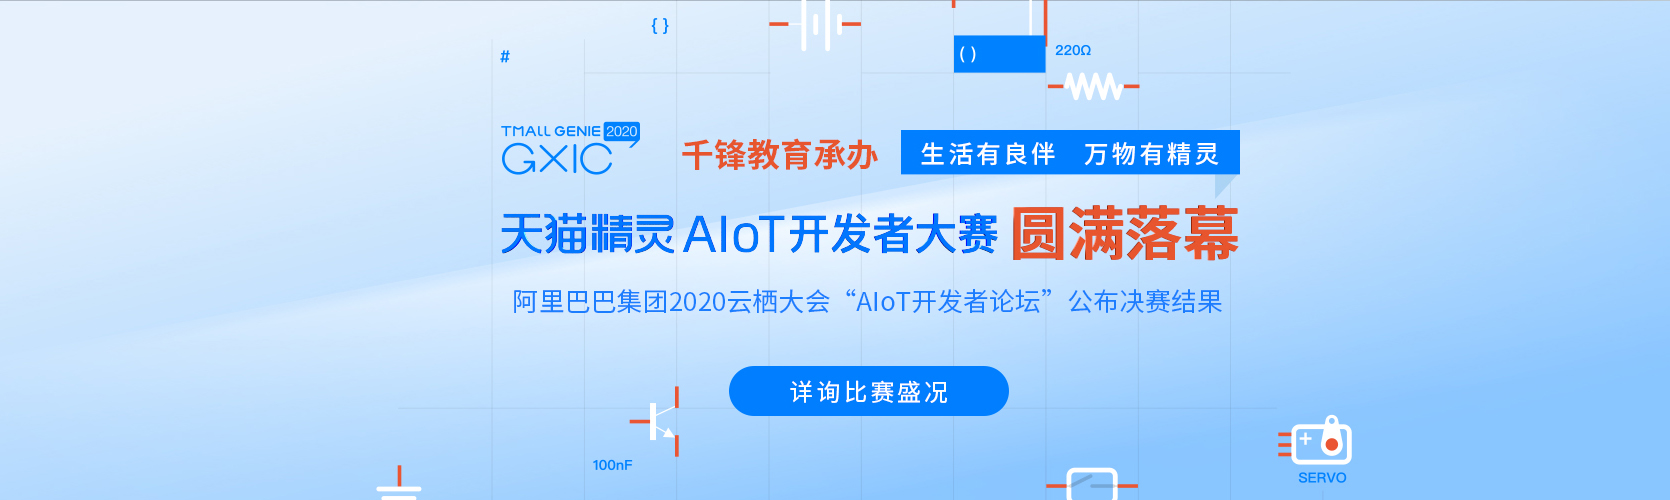 { }
#
( )
220Ω
TMALL GENIE 2020
GXIC
千锋教育承办
生活有良伴 万物有精灵
天猫精灵 AIoT开发者大赛 圆满落幕
阿里巴巴集团2020云栖大会“AIoT开发者论坛”公布决赛结果
详询比赛盛况
100nF
SERVO